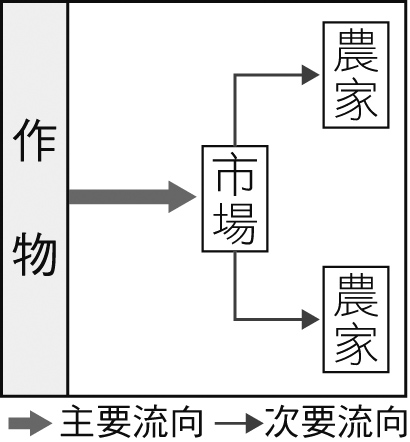 作物
市場
農家
農家
主要流向 次要流向